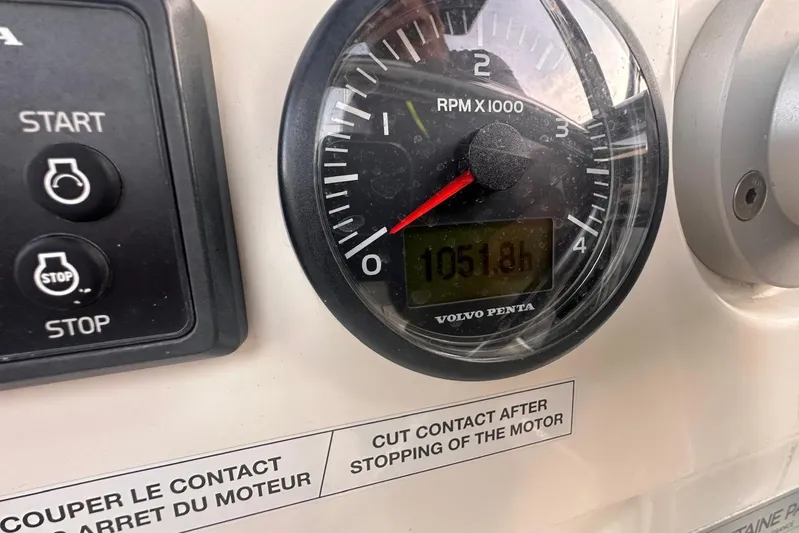 START
STOP
STOP
0
1
2
3
4
RPM X 1000
1051.8h
VOLVO PENTA
COUPER LE CONTACT
ARRET DU MOTEUR
CUT CONTACT AFTER
STOPPING OF THE MOTOR